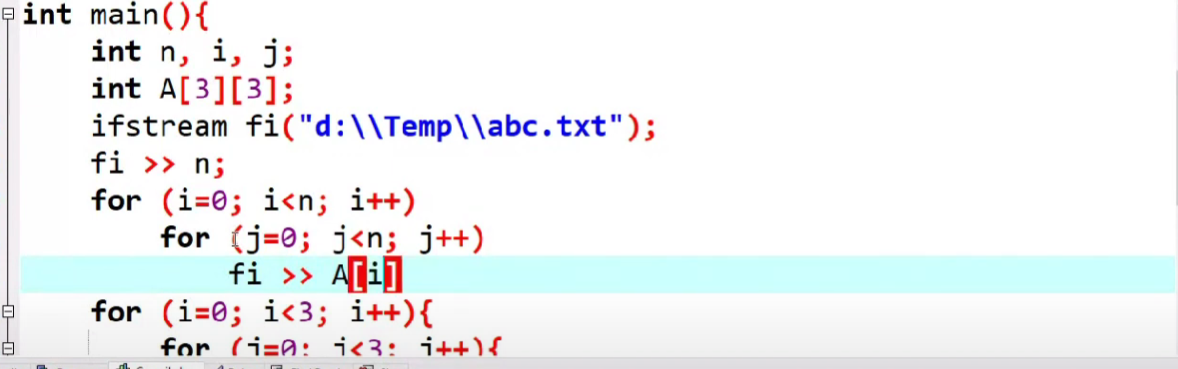 int main(){
int n, i, j;
int A[3][3];
ifstream fi("d:\\Temp\\abc.txt");
fi >> n;
for (i=0; i<n; i++)
for (j=0; j<n; j++)
fi >> A[i]
for (i=0; i<3; i++){
for (j=0; j<3; j++){